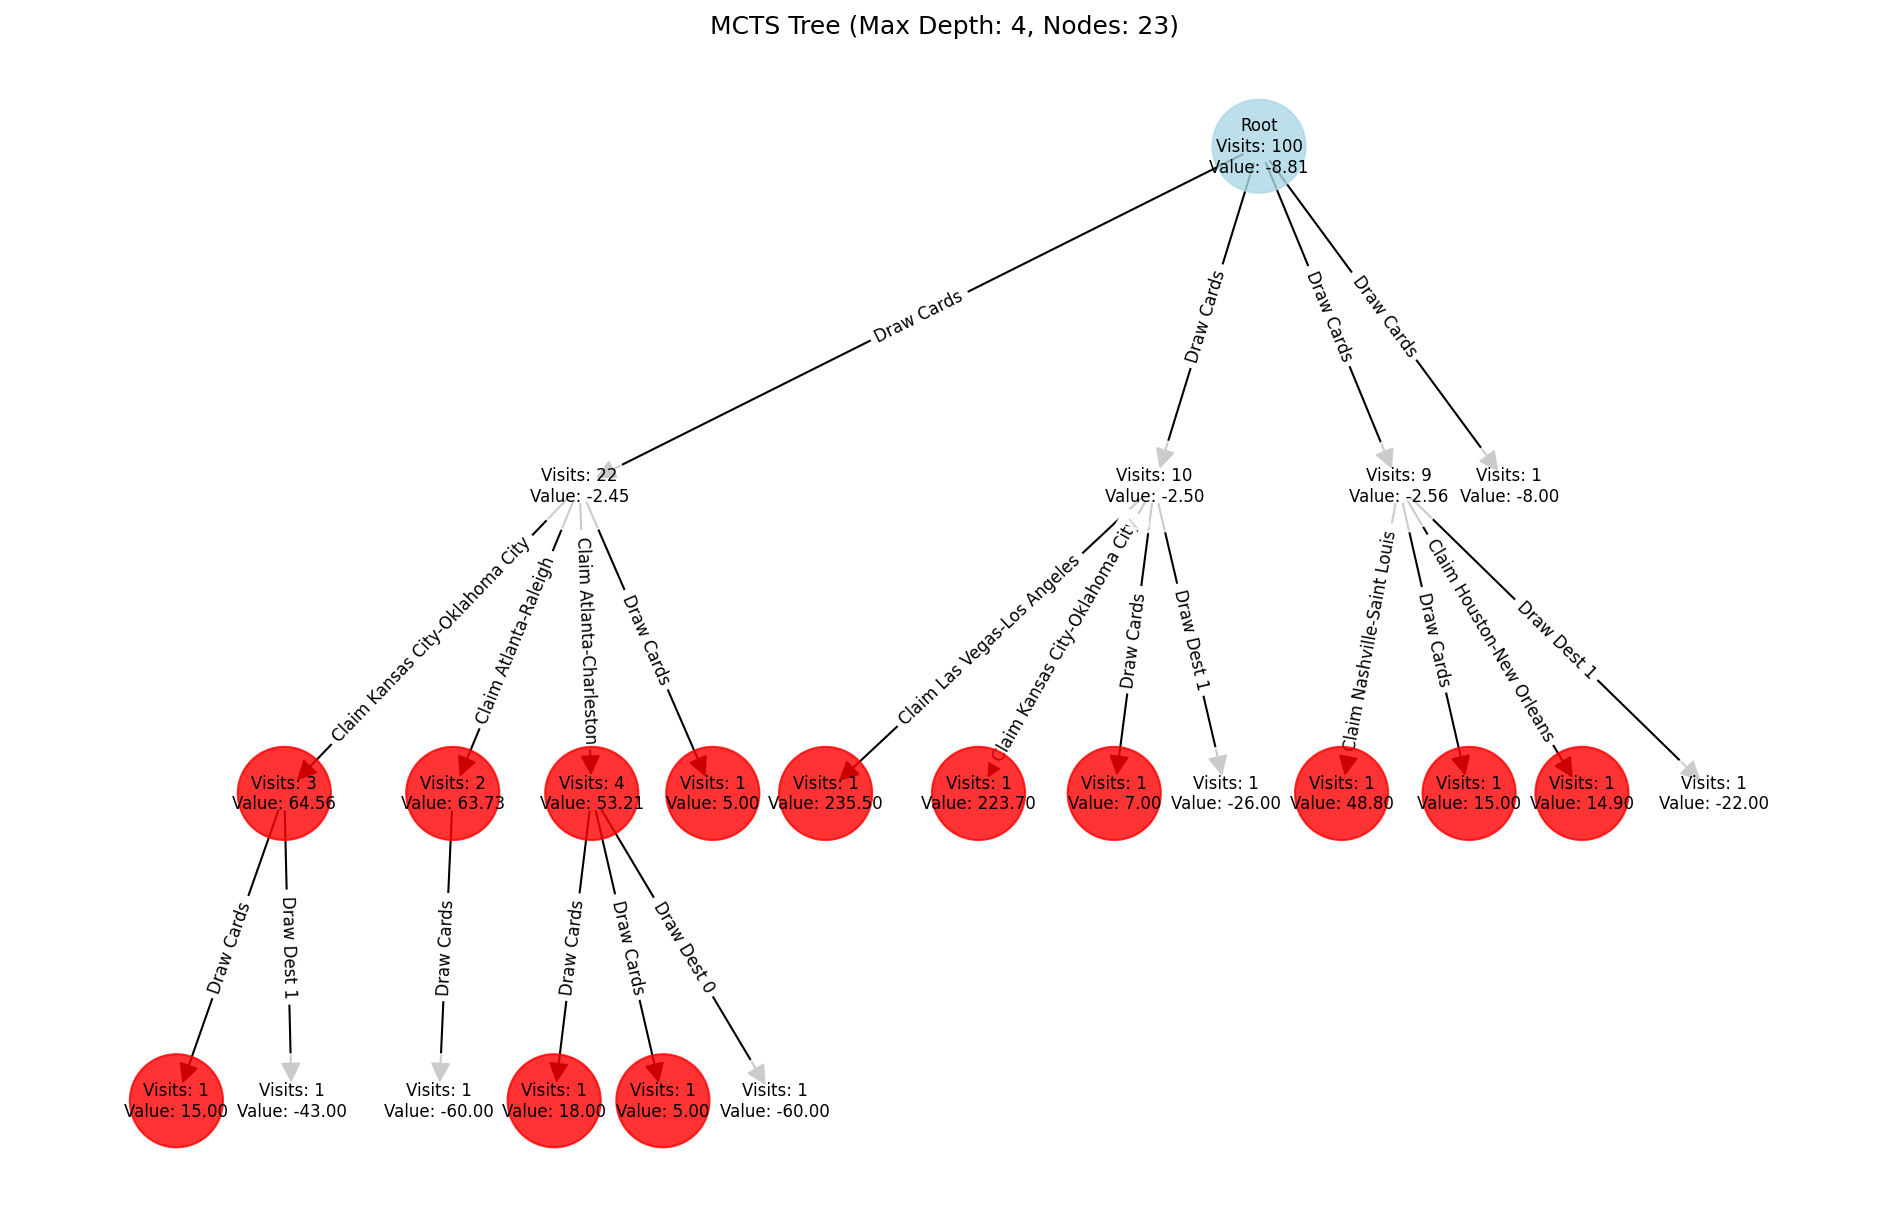 MCTS Tree (Max Depth: 4, Nodes: 23)
Root
Visits: 100
Value: -8.81
Draw Cards
Draw Cards
Draw Cards
Draw Cards
Visits: 22
Value: -2.45
Visits: 10
Value: -2.50
Visits: 9
Value: -2.56
Visits: 1
Value: -8.00
Claim Kansas City-Oklahoma City
Claim Atlanta-Raleigh
Claim Atlanta-Charleston
Draw Cards
Claim Las Vegas-Los Angeles
Claim Kansas City-Oklahoma City
Draw Cards
Draw Dest 1
Claim Nashville-Saint Louis
Draw Cards
Claim Houston-New Orleans
Draw Dest 1
Visits: 3
Value: 64.56
Visits: 2
Value: 63.73
Visits: 4
Value: 53.21
Visits: 1
Value: 5.00
Visits: 1
Value: 235.50
Visits: 1
Value: 223.70
Visits: 1
Value: 7.00
Visits: 1
Value: -26.00
Visits: 1
Value: 48.80
Visits: 1
Value: 15.00
Visits: 1
Value: 14.90
Visits: 1
Value: -22.00
Draw Cards
Draw Dest 1
Draw Cards
Draw Cards
Draw Cards
Draw Dest 0
Visits: 1
Value: 15.00
Visits: 1
Value: -43.00
Visits: 1
Value: -60.00
Visits: 1
Value: 18.00
Visits: 1
Value: 5.00
Visits: 1
Value: -60.00